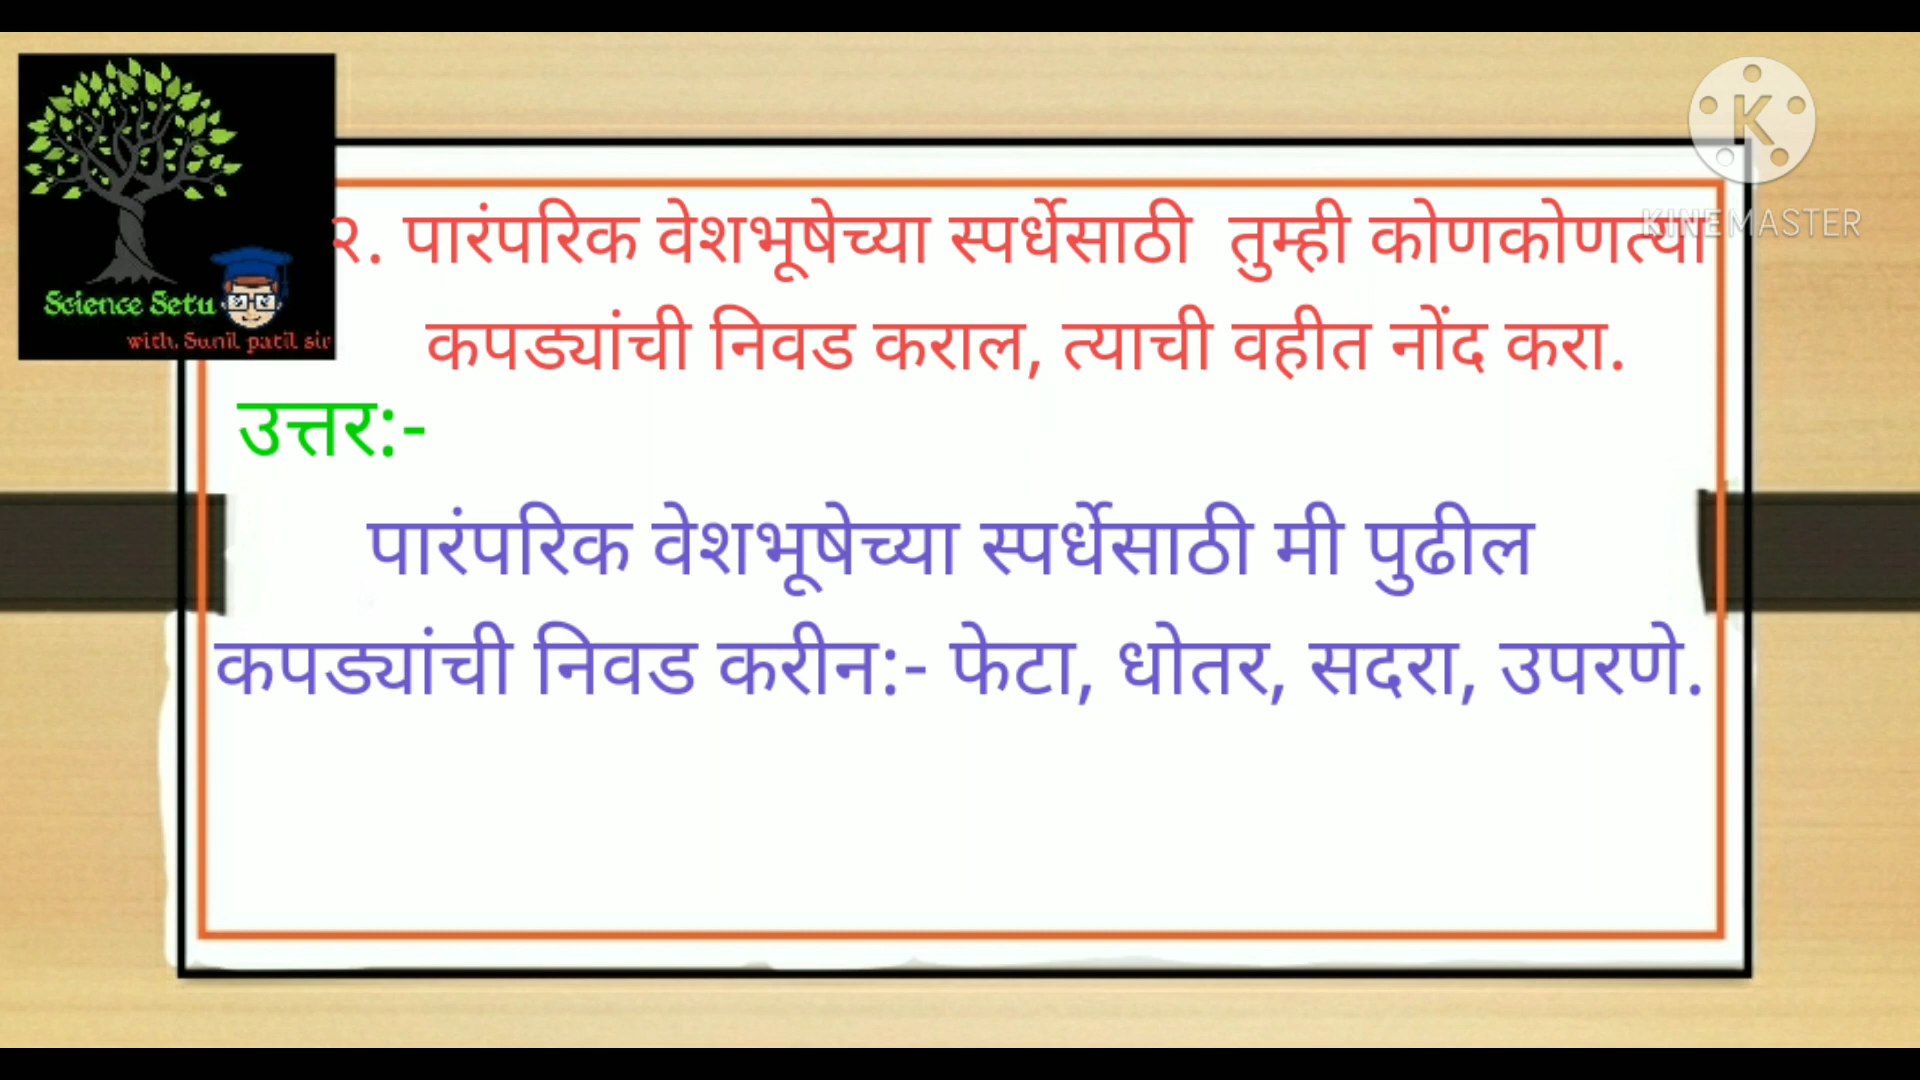 Science Setu
with Sunil patil sir
KINEMASTER
२. पारंपरिक वेशभूषेच्या स्पर्धेसाठी तुम्ही कोणकोणत्या
कपड्यांची निवड कराल, त्याची वहीत नोंद करा.
उत्तर:-
पारंपरिक वेशभूषेच्या स्पर्धेसाठी मी पुढील
कपड्यांची निवड करीन:- फेटा, धोतर, सदरा, उपरणे.